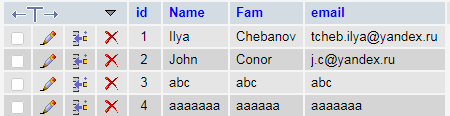 id Name Fam email
1 Ilya Chebanov tcheb.ilya@yandex.ru
2 John Conor j.c@yandex.ru
3 abc abc abc
4 aaaaaaa aaaaaa aaaaaaa